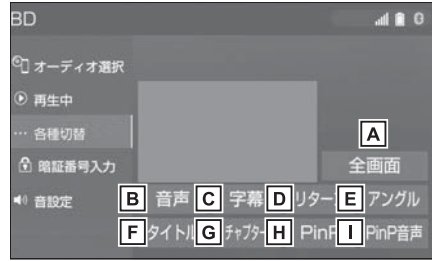 BD
オーディオ選択
再生中
… 各種切替
暗証番号入力
音設定
A
全画面
B 音声 C 字幕 D リター E アングル
F タイトル G チャプター H PinP I PinP音声